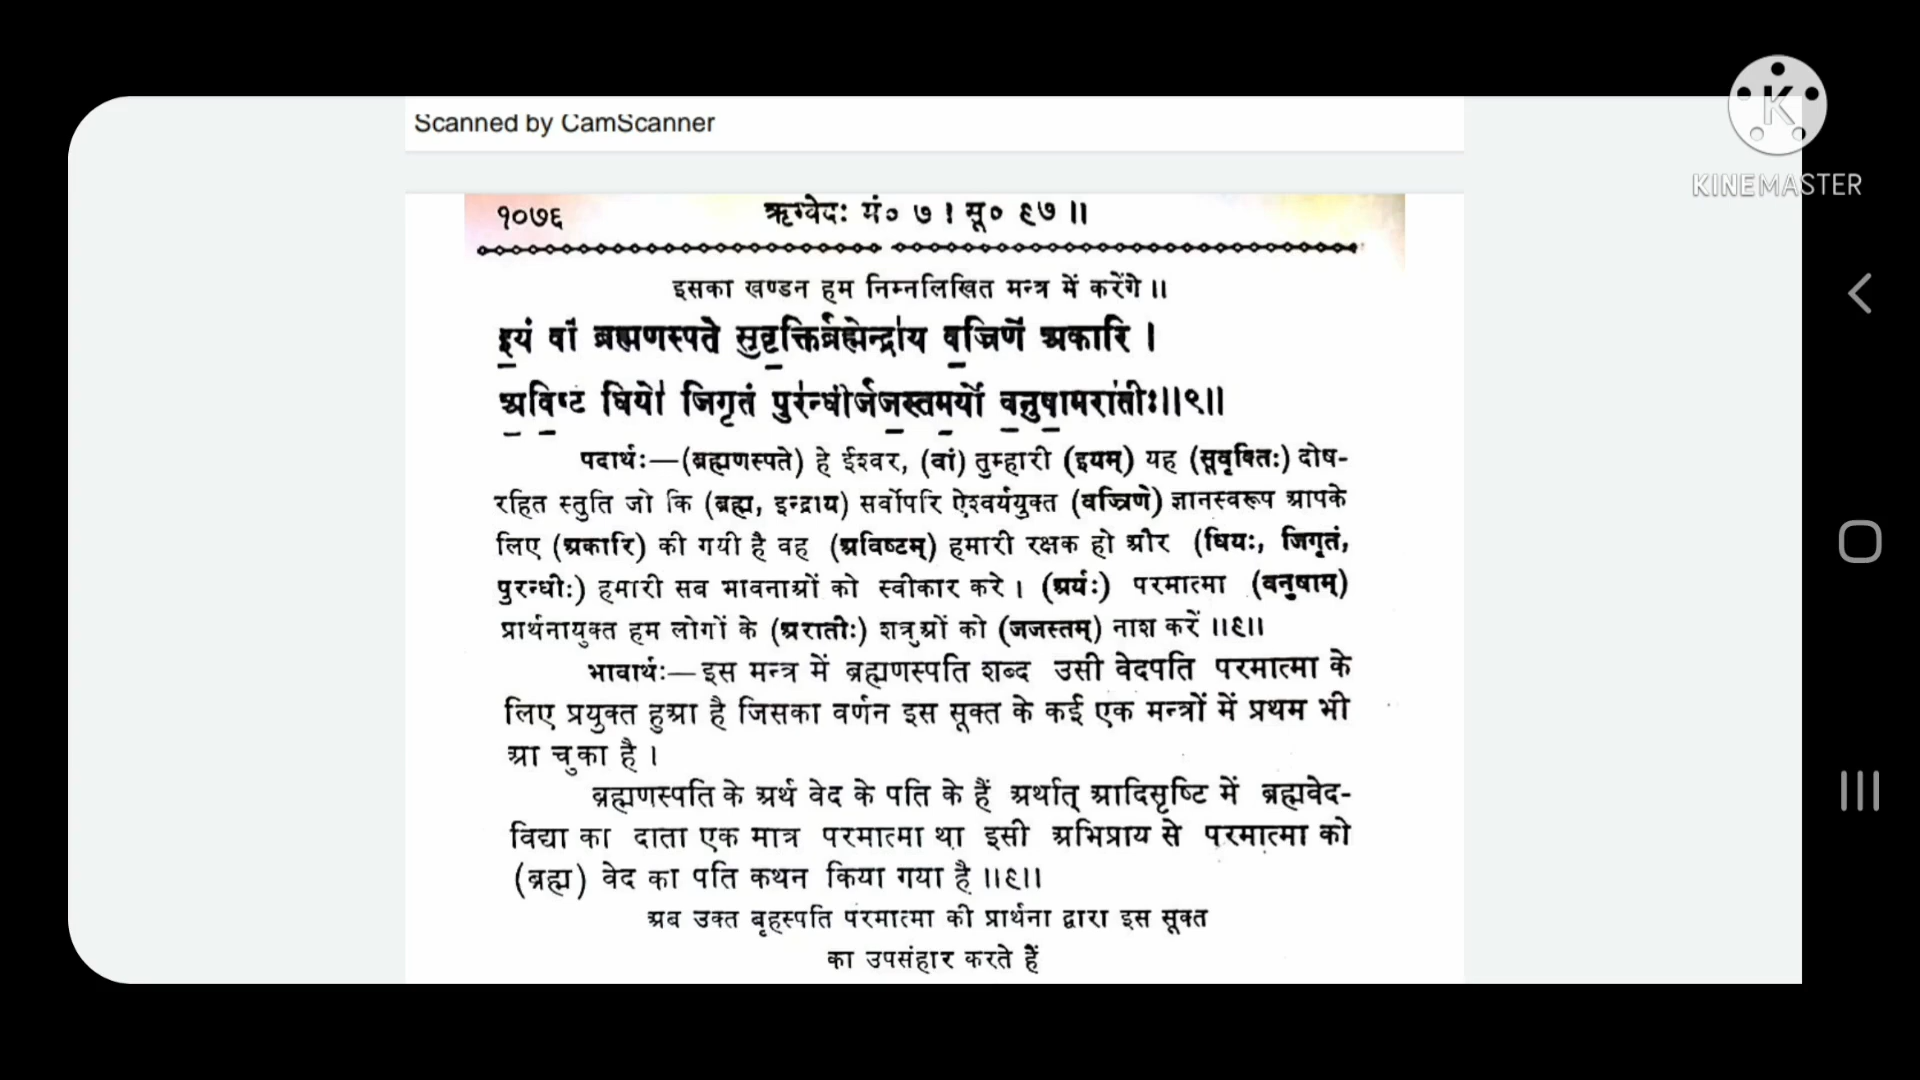 Scanned by CamScanner
KINEMASTER
१०७६
ऋग्वेदः मं० ७ । सू० ९७ ॥
इसका खण्डन हम निम्नलिखित मन्त्र में करेंगे ॥
इ॒यं वां॑ ब्रह्मणस्पते सुवृ॒क्तिर्ब्रह्मेन्द्रा॑य व॒ज्रिणे॑ अकारि ।
अ॒वि॒ष्टं धियो॑ जिगृतं पुर॑न्धीर्जज॒स्तम॒र्यो व॒नुषा॒मरा॑तीः॥९॥
पदार्थः—(ब्रह्मणस्पते) हे ईश्वर, (वां) तुम्हारी (इयम्) यह (सुवृक्तिः) दोष-
रहित स्तुति जो कि (ब्रह्म, इन्द्राय) सर्वोपरि ऐश्वर्ययुक्त (वज्रिणे) ज्ञानस्वरूप आपके
लिए (अकारि) की गयी है वह (अविष्टम्) हमारी रक्षक हो और (धियः, जिगृतं,
पुरन्धीः) हमारी सब भावनाओं को स्वीकार करे । (अर्यः) परमात्मा (वनुषाम्)
प्रार्थनायुक्त हम लोगों के (अरातीः) शत्रुओं को (जजस्तम्) नाश करें ॥९॥
भावार्थः—इस मन्त्र में ब्रह्मणस्पति शब्द उसी वेदपति परमात्मा के
लिए प्रयुक्त हुआ है जिसका वर्णन इस सूक्त के कई एक मन्त्रों में प्रथम भी
आ चुका है ।
ब्रह्मणस्पति के अर्थ वेद के पति के हैं अर्थात् आदिसृष्टि में ब्रह्मवेद-
विद्या का दाता एक मात्र परमात्मा था इसी अभिप्राय से परमात्मा को
(ब्रह्म) वेद का पति कथन किया गया है ॥९॥
अब उक्त बृहस्पति परमात्मा की प्रार्थना द्वारा इस सूक्त
का उपसंहार करते हैं